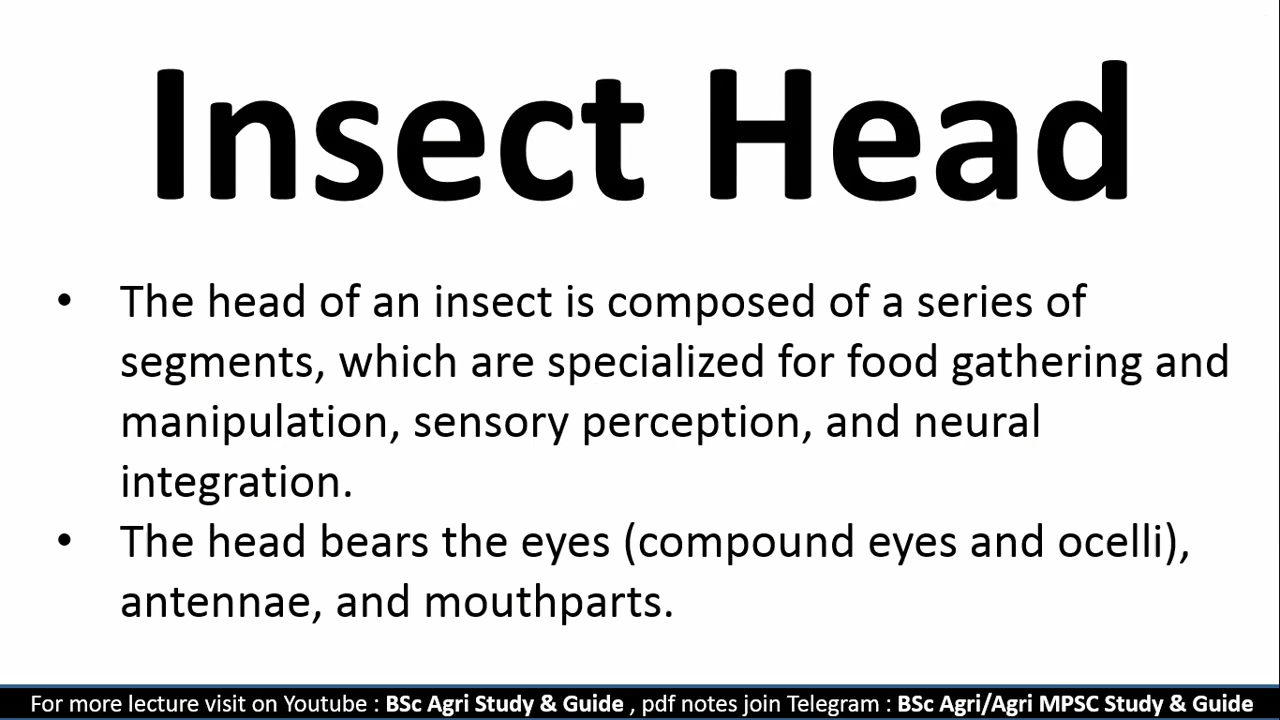 Insect Head
• The head of an insect is composed of a series of
segments, which are specialized for food gathering and
manipulation, sensory perception, and neural
integration.
• The head bears the eyes (compound eyes and ocelli),
antennae, and mouthparts.
For more lecture visit on Youtube : BSc Agri Study & Guide , pdf notes join Telegram : BSc Agri/Agri MPSC Study & Guide